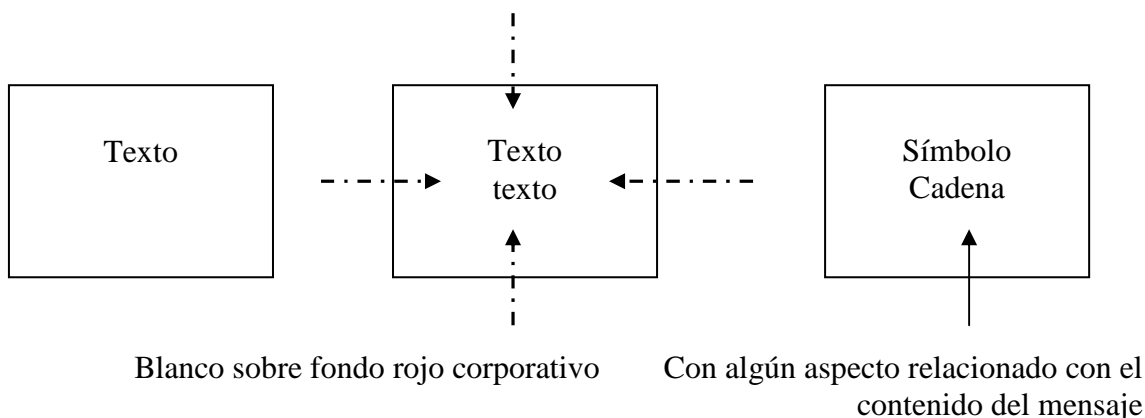 Texto
Texto
texto
Símbolo
Cadena
Blanco sobre fondo rojo corporativo
Con algún aspecto relacionado con el
contenido del mensaje